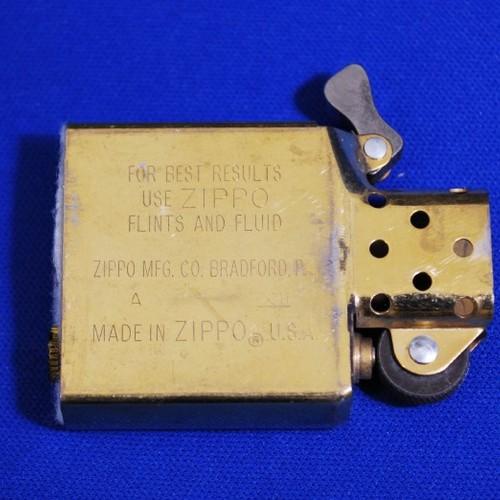 FOR BEST RESULTS
USE ZIPPO
FLINTS AND FLUID
ZIPPO MFG. CO. BRADFORD, P
A
MADE IN ZIPPO® U.S.A.